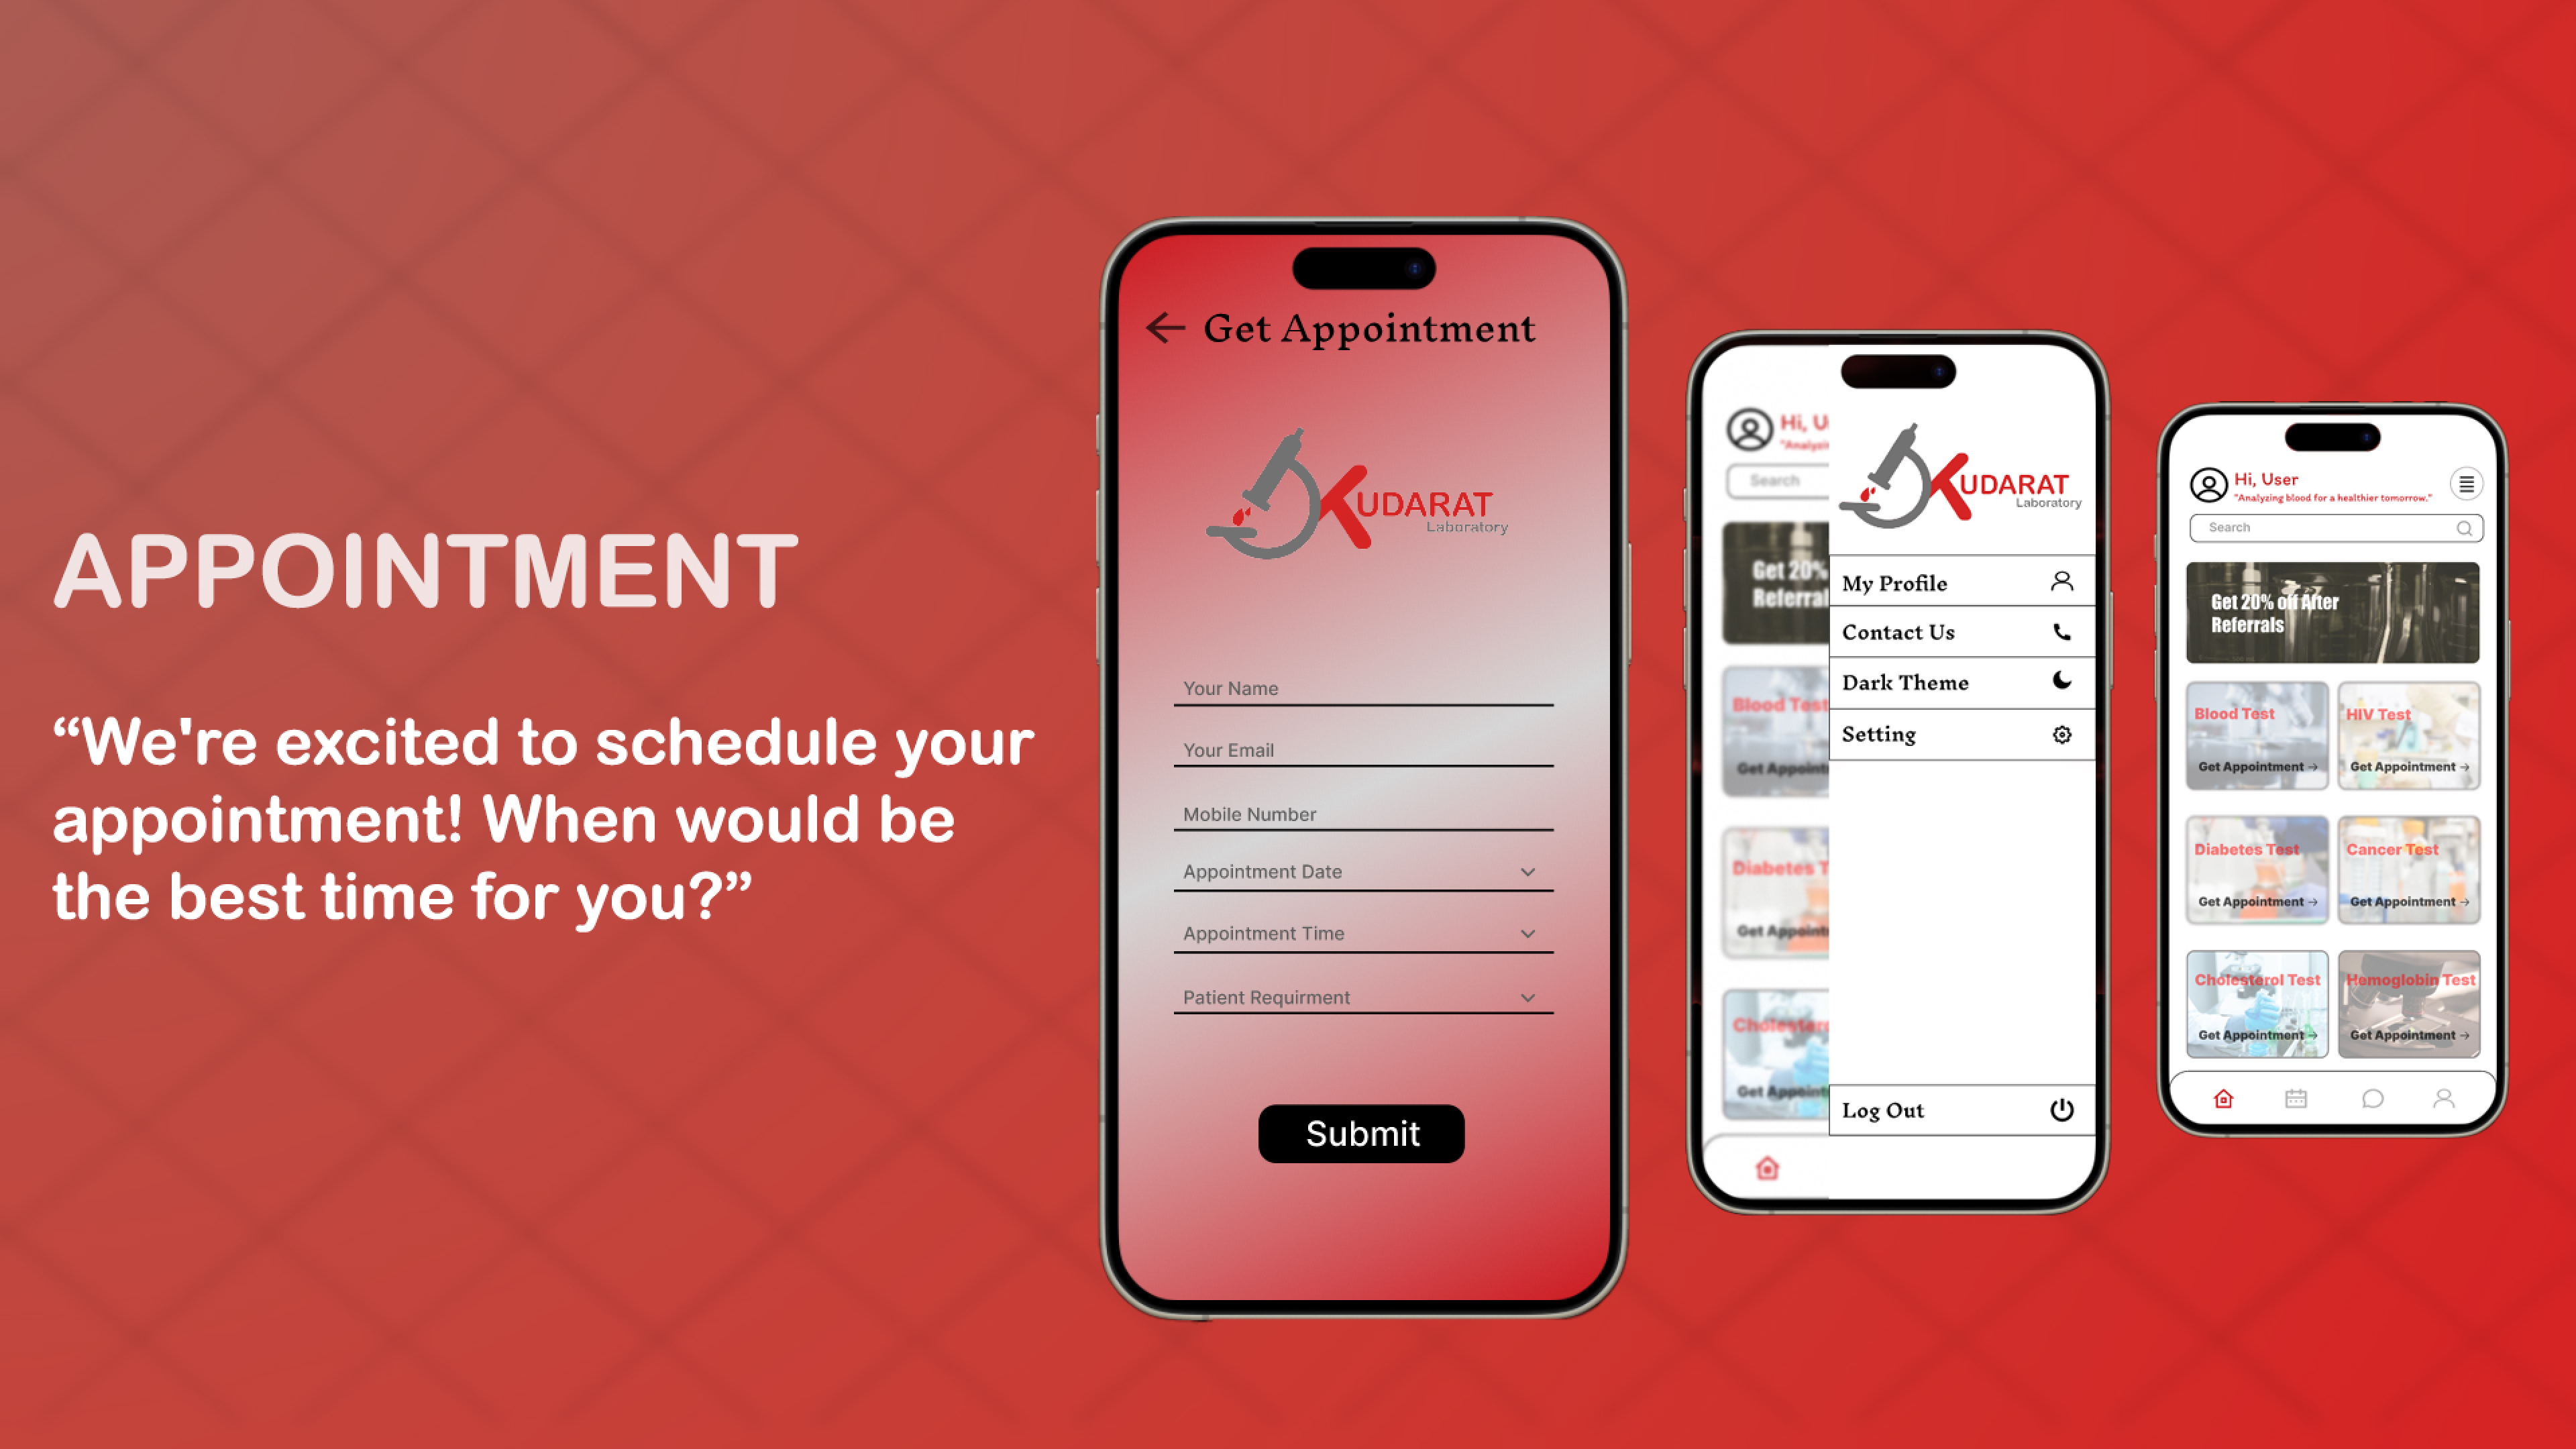 APPOINTMENT
“We're excited to schedule your
appointment! When would be
the best time for you?”
Get Appointment
KUDARAT
Laboratory
Your Name
Your Email
Mobile Number
Appointment Date
Appointment Time
Patient Requirment
Submit
Hi, U
"Analyzi
Search
Get 20%
Referral
Blood Test
Get Appoint
Diabetes T
Get Appoint
Cholester
Get Appoint
KUDARAT
Laboratory
My Profile
Contact Us
Dark Theme
Setting
Log Out
Hi, User
"Analyzing blood for a healthier tomorrow."
Search
Get 20% off After
Referrals
Blood Test
Get Appointment →
HIV Test
Get Appointment →
Diabetes Test
Get Appointment →
Cancer Test
Get Appointment →
Cholesterol Test
Get Appointment →
Hemoglobin Test
Get Appointment →